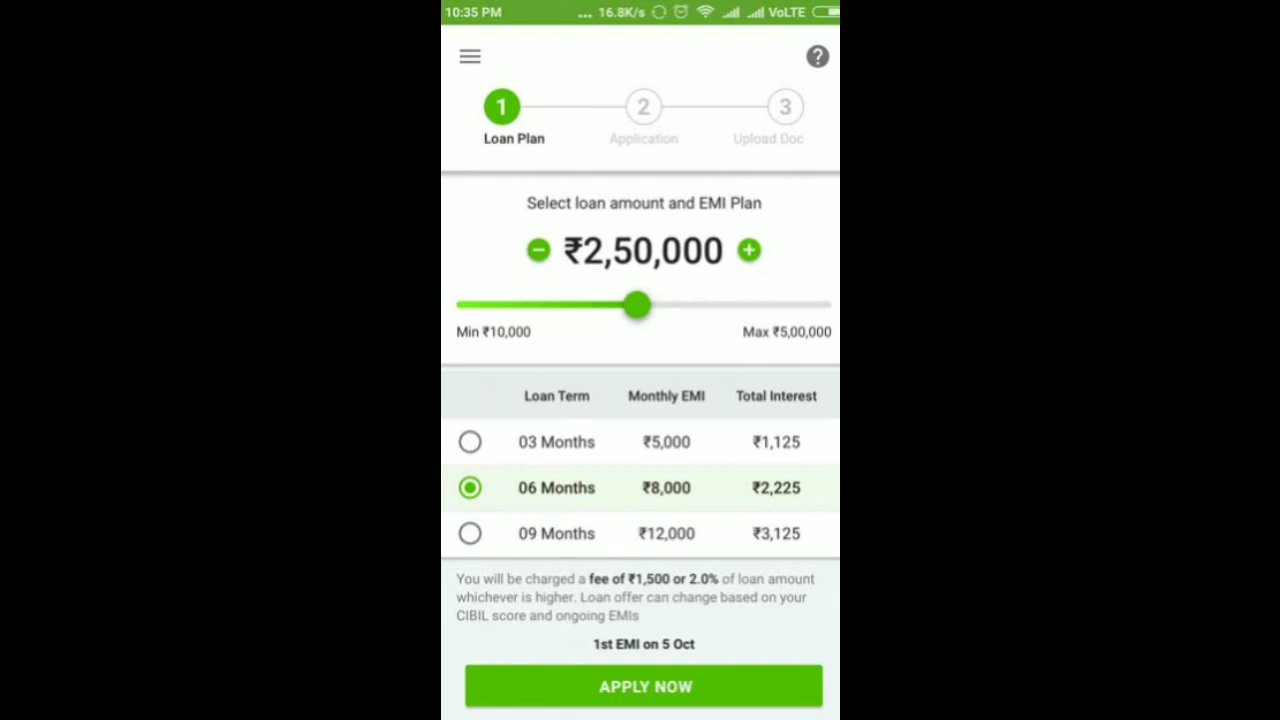 10:35 PM ... 16.8K/s VoLTE
?
1 2 3
Loan Plan Application Upload Doc
Select loan amount and EMI Plan
₹2,50,000
Min ₹10,000 Max ₹5,00,000
Loan Term Monthly EMI Total Interest
03 Months ₹5,000 ₹1,125
06 Months ₹8,000 ₹2,225
09 Months ₹12,000 ₹3,125
You will be charged a fee of ₹1,500 or 2.0% of loan amount
whichever is higher. Loan offer can change based on your
CIBIL score and ongoing EMIs
1st EMI on 5 Oct
APPLY NOW